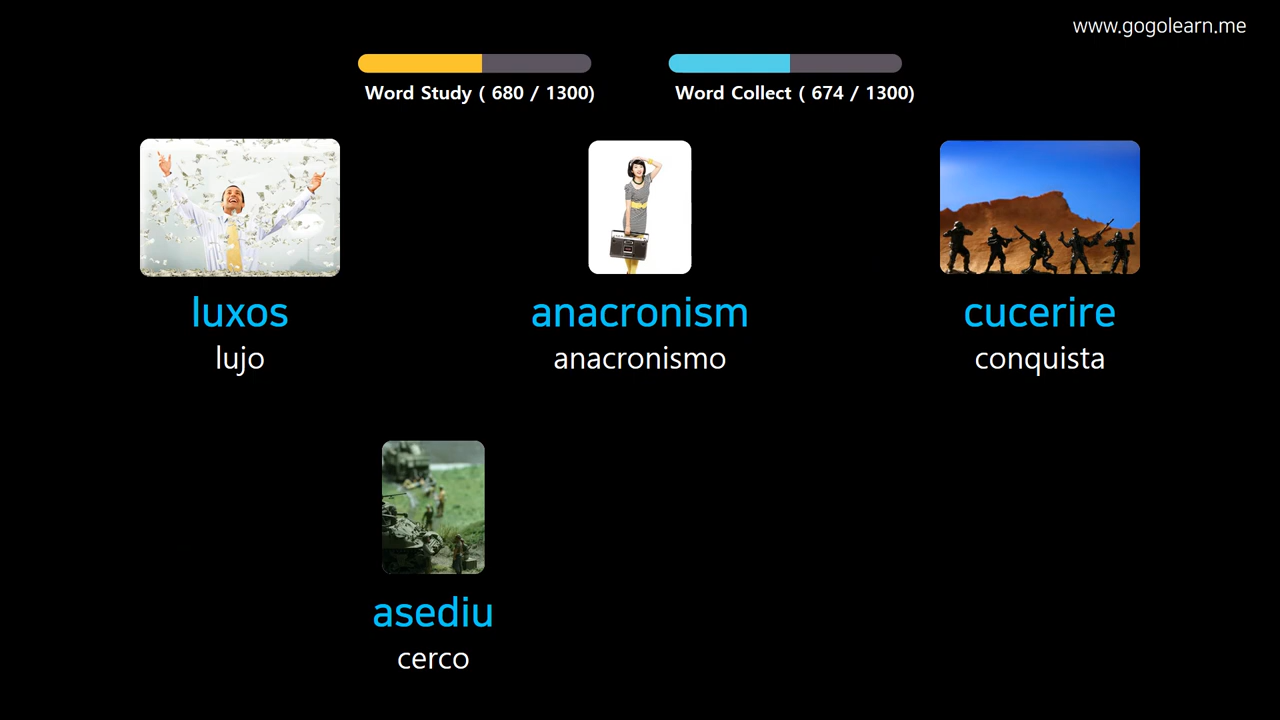 www.gogolearn.me
Word Study ( 680 / 1300)
Word Collect ( 674 / 1300)
luxos
lujo
anacronism
anacronismo
cucerire
conquista
asediu
cerco